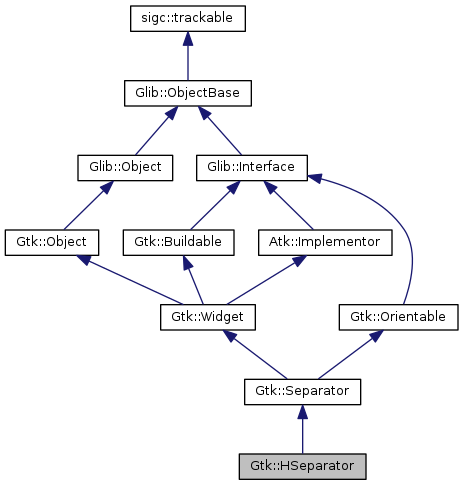 sigc::trackable
Glib::ObjectBase
Glib::Object
Glib::Interface
Gtk::Object
Gtk::Buildable
Atk::Implementor
Gtk::Widget
Gtk::Orientable
Gtk::Separator
Gtk::HSeparator